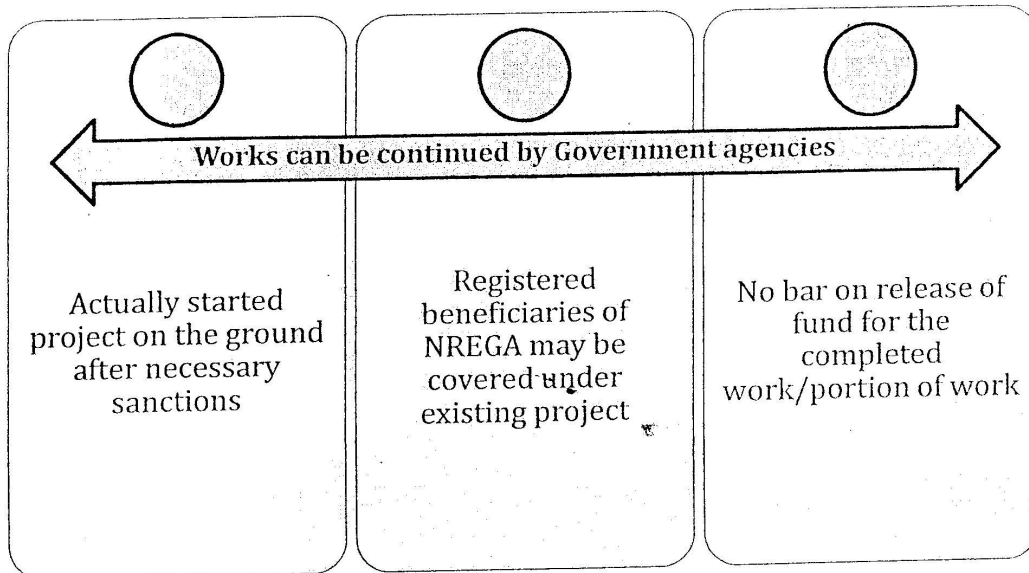 Works can be continued by Government agencies
Actually started
project on the ground
after necessary
sanctions
Registered
beneficiaries of
NREGA may be
covered under
existing project
No bar on release of
fund for the
completed
work/portion of work